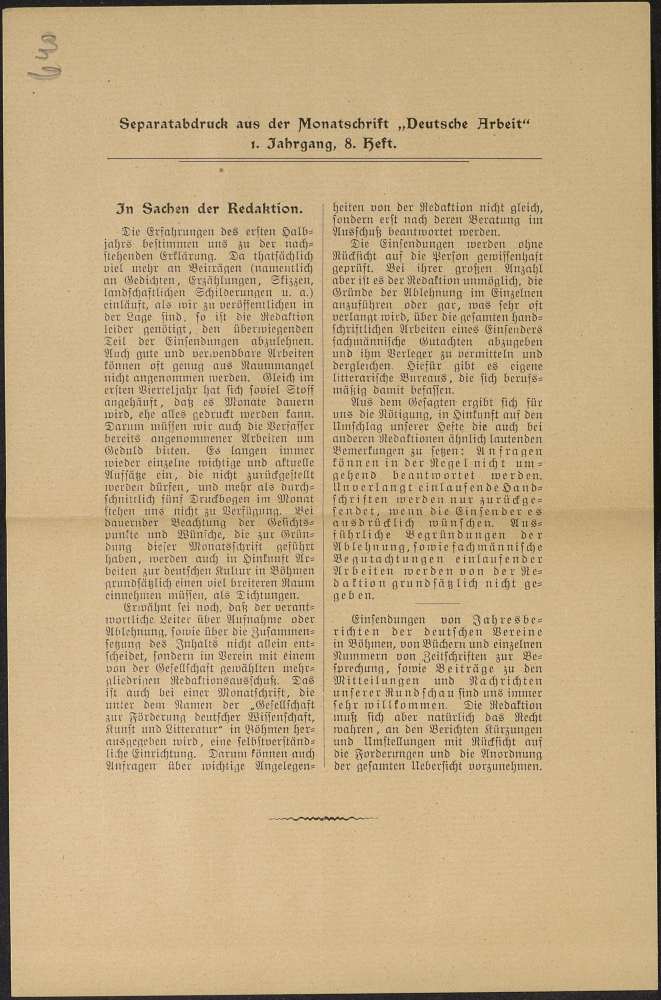 640
Separatabdruck aus der Monatschrift „Deutsche Arbeit“
1. Jahrgang, 8. Heft.
In Sachen der Redaktion.
Die Erfahrungen des ersten Halb-
jahrs bestimmen uns zu der nach-
stehenden Erklärung. Da thatsächlich
viel mehr an Beiträgen (namentlich
an Gedichten, Erzählungen, Skizzen,
landschaftlichen Schilderungen u. a.)
einläuft, als wir zu veröffentlichen in
der Lage sind, so ist die Redaktion
leider genötigt, den überwiegenden
Teil der Einsendungen abzulehnen.
Auch gute und verwendbare Arbeiten
können oft genug aus Raummangel
nicht angenommen werden. Gleich im
ersten Vierteljahr hat sich soviel Stoff
angehäuft, daß es Monate dauern
wird, ehe alles gedruckt werden kann.
Darum müssen wir auch die Verfasser
bereits angenommener Arbeiten um
Geduld bitten. Es langen immer
wieder einzelne wichtige und aktuelle
Aufsätze ein, die nicht zurückgestellt
werden dürfen, und mehr als durch-
schnittlich fünf Druckbogen im Monat
stehen uns nicht zu Verfügung. Bei
dauernder Beachtung der Gesichts-
punkte und Wünsche, die zur Grün-
dung dieser Monatsschrift geführt
haben, werden auch in Hinkunft Ar-
beiten zur deutschen Kultur in Böhmen
grundsätzlich einen viel breiteren Raum
einnehmen müssen, als Dichtungen.
Erwähnt sei noch, daß der verant-
wortliche Leiter über Aufnahme oder
Ablehnung, sowie über die Zusammen-
setzung des Inhalts nicht allein ent-
scheidet, sondern im Verein mit einem
von der Gesellschaft gewählten mehr-
gliedrigen Redaktionsausschuß. Das
ist auch bei einer Monatschrift, die
unter dem Namen der „Gesellschaft
zur Förderung deutscher Wissenschaft,
Kunst und Litteratur“ in Böhmen her-
ausgegeben wird, eine selbstverständ-
liche Einrichtung. Darum können auch
Anfragen über wichtige Angelegen-
heiten von der Redaktion nicht gleich,
sondern erst nach deren Beratung im
Ausschuß beantwortet werden.
Die Einsendungen werden ohne
Rücksicht auf die Person gewissenhaft
geprüft. Bei ihrer großen Anzahl
aber ist es der Redaktion unmöglich, die
Gründe der Ablehnung im Einzelnen
anzuführen oder gar, was sehr oft
verlangt wird, über die gesamten hand-
schriftlichen Arbeiten eines Einsenders
fachmännische Gutachten abzugeben
und ihm Verleger zu vermitteln und
dergleichen. Hiefür gibt es eigene
litterarische Bureaus, die sich berufs-
mäßig damit befassen.
Aus dem Gesagten ergibt sich für
uns die Nötigung, in Hinkunft auf den
Umschlag unserer Hefte die auch bei
anderen Redaktionen ähnlich lautenden
Bemerkungen zu setzen: Anfragen
können in der Regel nicht um-
gehend beantwortet werden.
Unverlangt einlaufende Hand-
schriften werden nur zurückge-
sendet, wenn die Einsender es
ausdrücklich wünschen. Aus-
führliche Begründungen der
Ablehnung, sowie fachmännische
Begutachtungen einlaufender
Arbeiten werden von der Re-
daktion grundsätzlich nicht ge-
geben.
Einsendungen von Jahresbe-
richten der deutschen Vereine
in Böhmen, von Büchern und einzelnen
Nummern von Zeitschriften zur Be-
sprechung, sowie Beiträge zu den
Mitteilungen und Nachrichten
unserer Rundschau sind uns immer
sehr willkommen. Die Redaktion
muß sich aber natürlich das Recht
wahren, an den Berichten Kürzungen
und Umstellungen mit Rücksicht auf
die Forderungen und die Anordnung
der gesamten Uebersicht vorzunehmen.